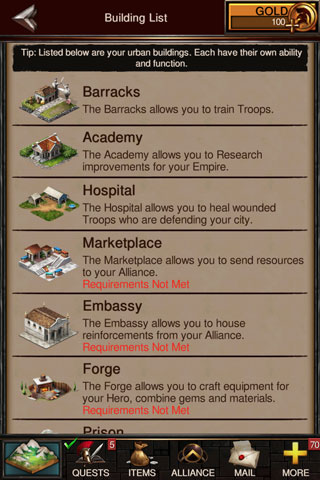 Building List
GOLD
100
Tip: Listed below are your urban buildings. Each have their own ability
and function.
Barracks
The Barracks allows you to train Troops.
Academy
The Academy allows you to Research
improvements for your Empire.
Hospital
The Hospital allows you to heal wounded
Troops who are defending your city.
Marketplace
The Marketplace allows you to send resources
to your Alliance.
Requirements Not Met
Embassy
The Embassy allows you to house
reinforcements from your Alliance.
Requirements Not Met
Forge
The Forge allows you to craft equipment for
your Hero, combine gems and materials.
Requirements Not Met
Prison
5
70
QUESTS
ITEMS
ALLIANCE
MAIL
MORE